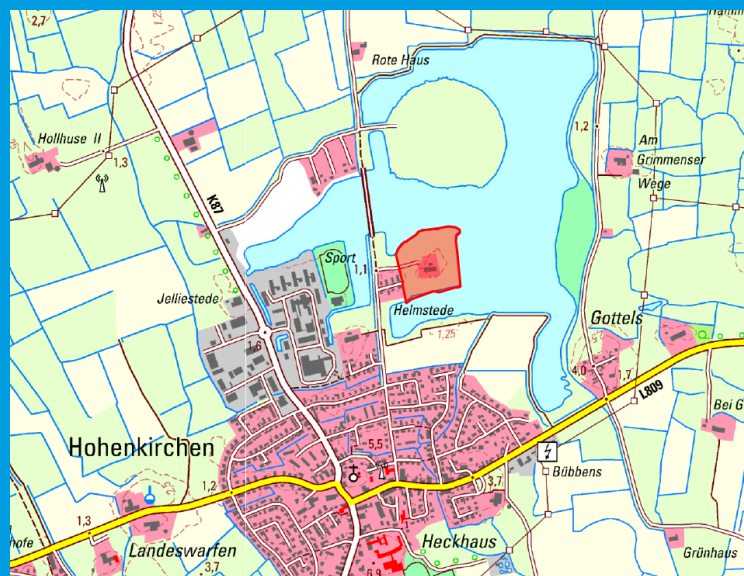 2,7
1,25
Rote Haus
Hollhuse II
1,3
1,2
Am
Grimmenser
Wege
K87
Sport
1,1
Jelliestede
Helmstede
1,25
Gottels
1,6
4,0
1,7
L809
Bei G
Hohenkirchen
5,5
3,7
Bübbens
1,2
1,3
hofe
Landeswarfen
3,7
Heckhaus
6,9
Grünhaus